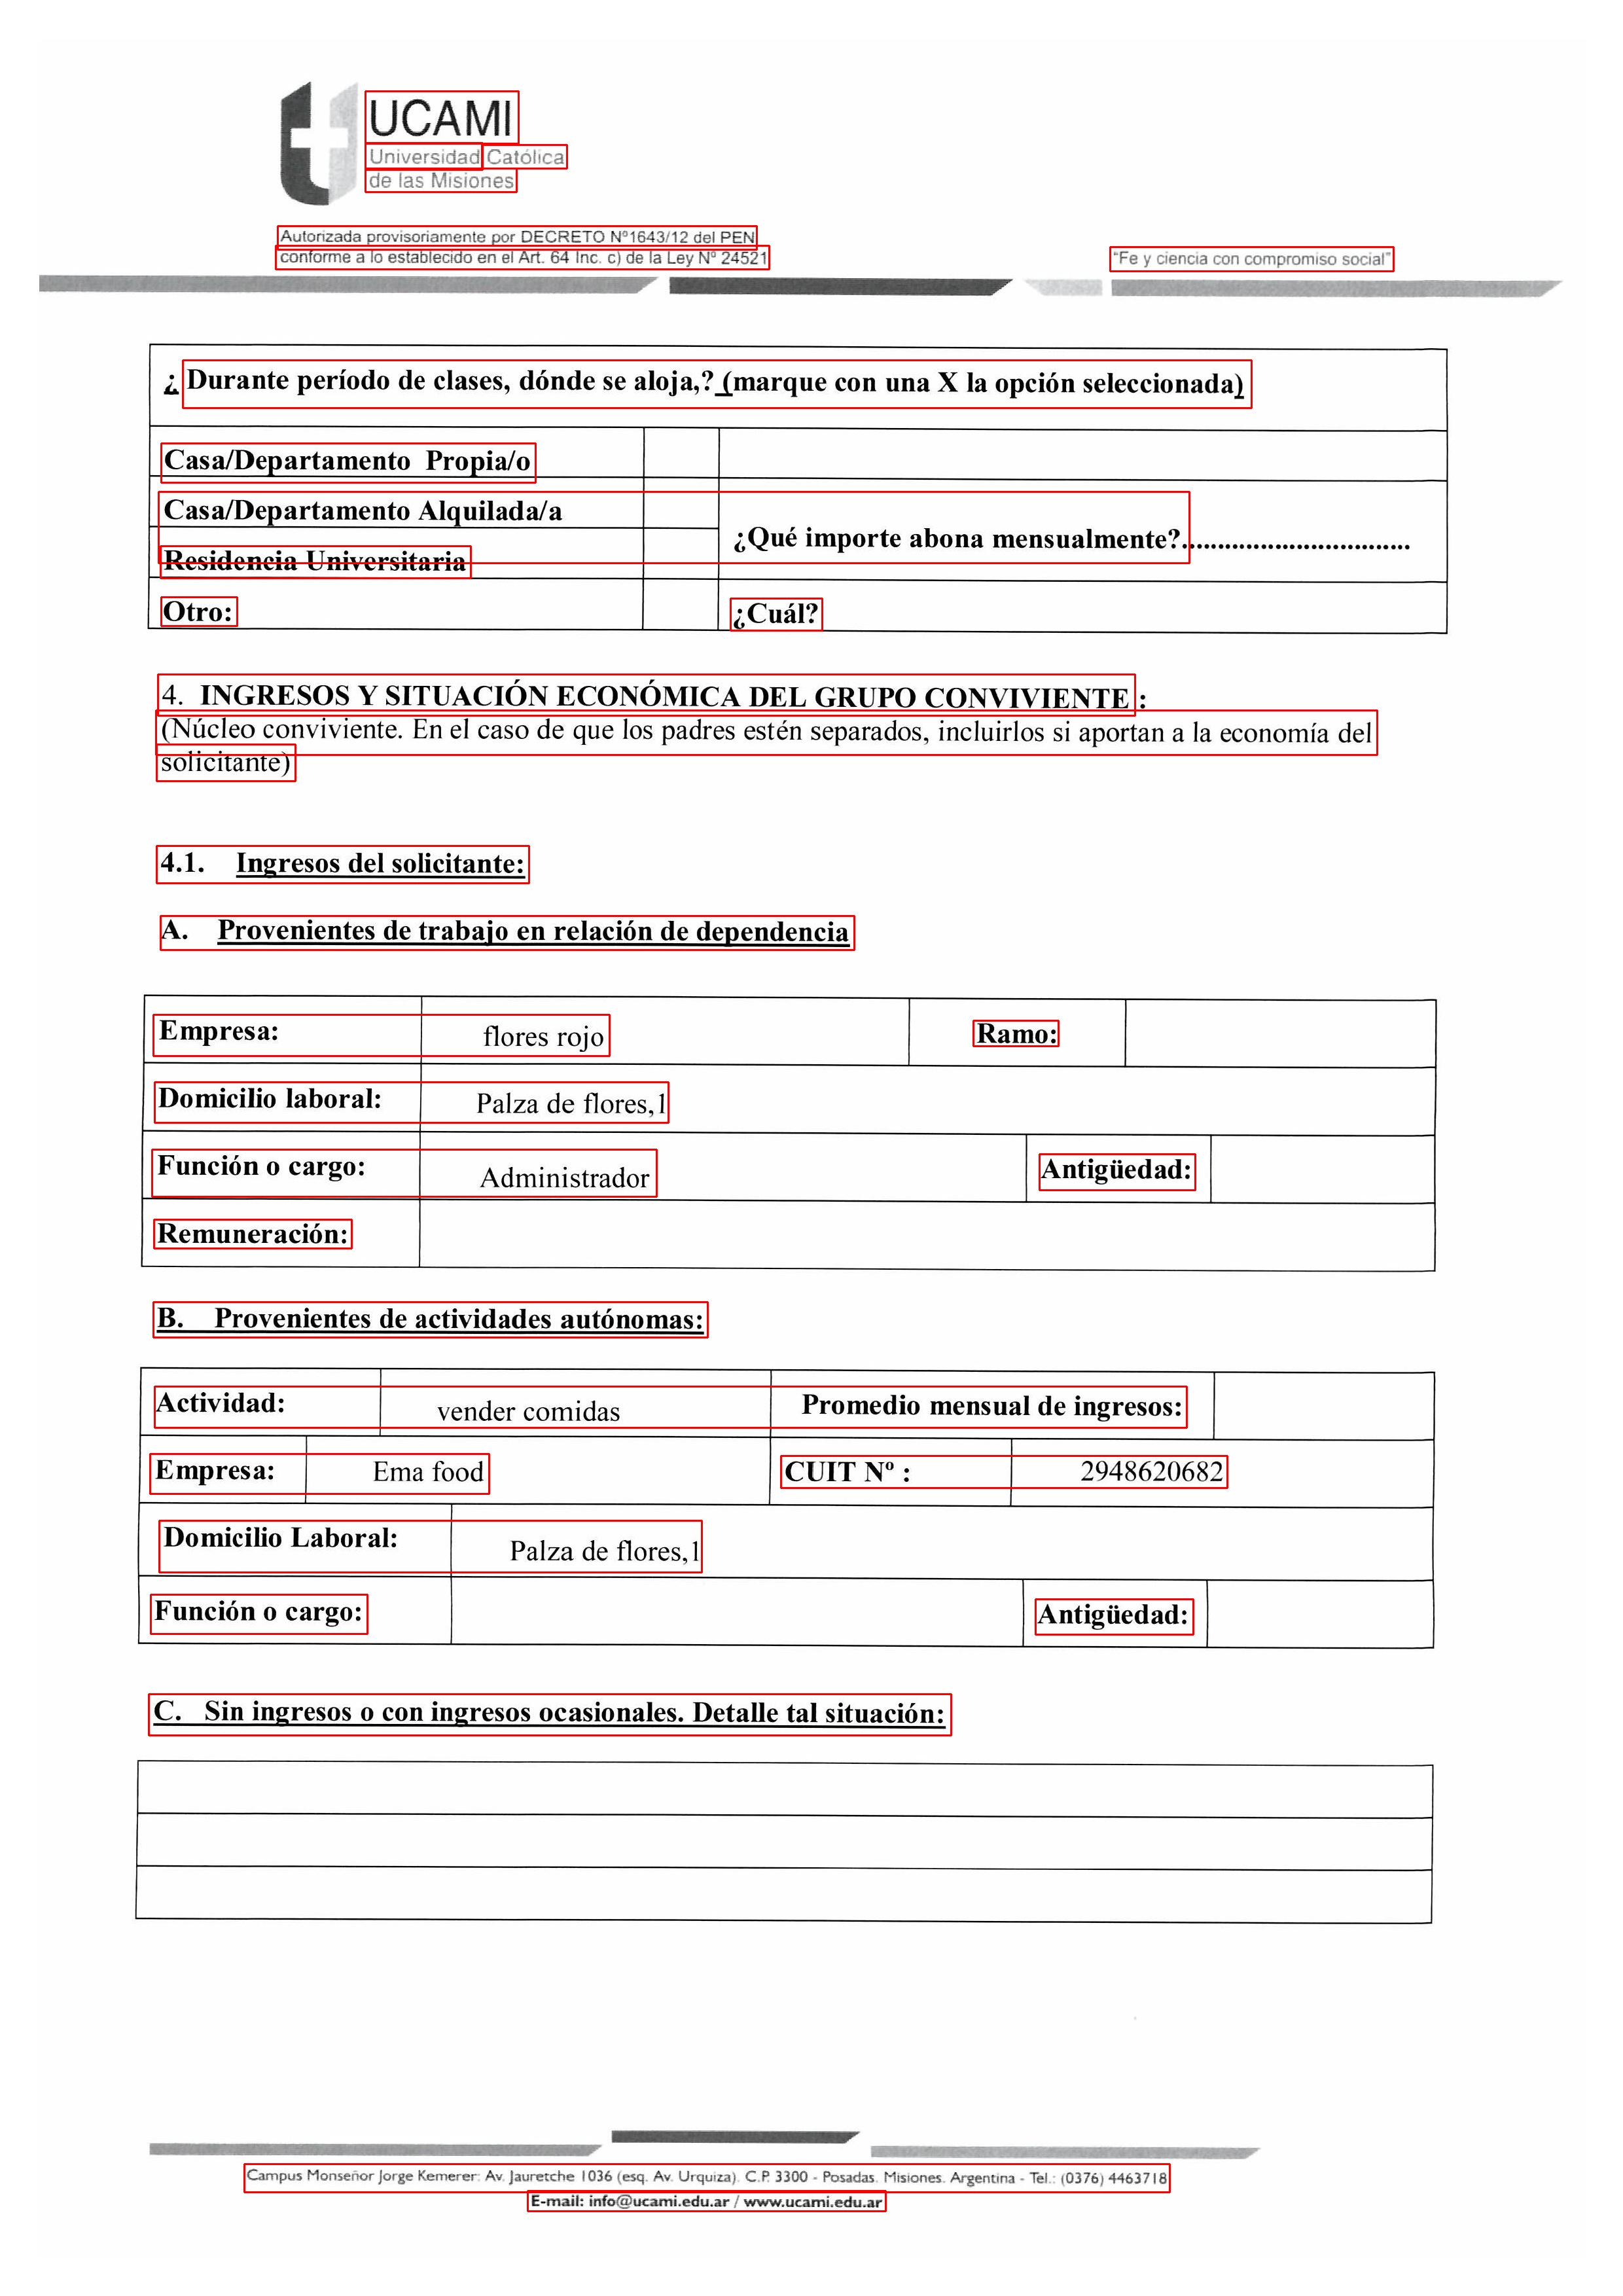 UCAMI
Universidad Católica
de las Misiones
Autorizada provisoriamente por DECRETO Nº1643/12 del PEN
conforme a lo establecido en el Art. 64 Inc. c) de la Ley Nº 24521
“Fe y ciencia con compromiso social”
¿ Durante período de clases, dónde se aloja,? (marque con una X la opción seleccionada)
Casa/Departamento Propia/o
Casa/Departamento Alquilada/a
¿Qué importe abona mensualmente?................................
Residencia Universitaria
Otro: ¿Cuál?
4. INGRESOS Y SITUACIÓN ECONÓMICA DEL GRUPO CONVIVIENTE :
(Núcleo conviviente. En el caso de que los padres estén separados, incluirlos si aportan a la economía del
solicitante)
4.1. Ingresos del solicitante:
A. Provenientes de trabajo en relación de dependencia
Empresa: flores rojo Ramo:
Domicilio laboral: Palza de flores,1
Función o cargo: Administrador Antigüedad:
Remuneración:
B. Provenientes de actividades autónomas:
Actividad: vender comidas Promedio mensual de ingresos:
Empresa: Ema food CUIT Nº : 2948620682
Domicilio Laboral: Palza de flores,1
Función o cargo: Antigüedad:
C. Sin ingresos o con ingresos ocasionales. Detalle tal situación:
Campus Monseñor Jorge Kemerer: Av. Jauretche 1036 (esq. Av. Urquiza). C.P. 3300 - Posadas. Misiones. Argentina - Tel.: (0376) 4463718
E-mail: info@ucami.edu.ar / www.ucami.edu.ar